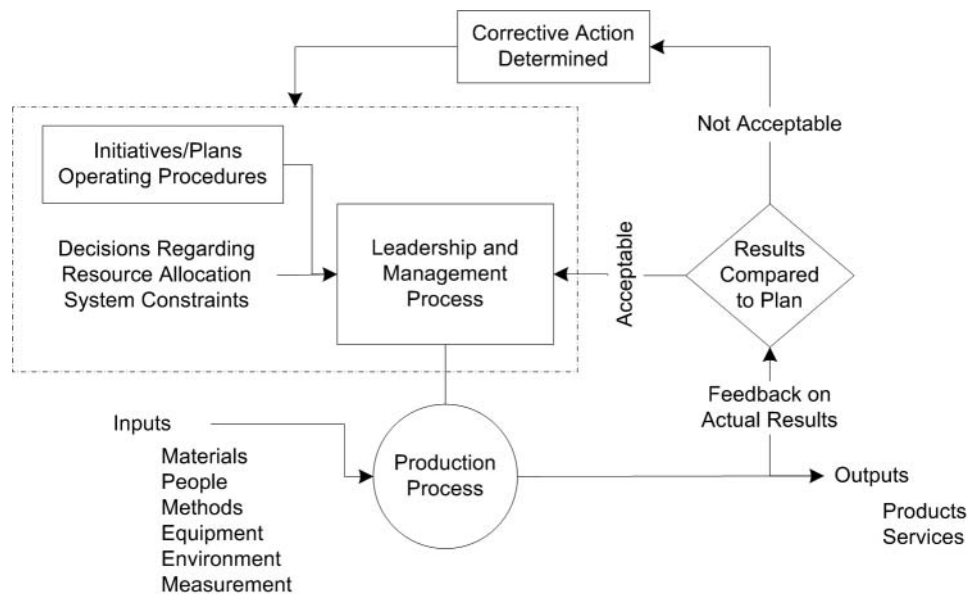 Corrective Action
Determined
Not Acceptable
Initiatives/Plans
Operating Procedures
Decisions Regarding
Resource Allocation
System Constraints
Leadership and
Management
Process
Acceptable
Results
Compared
to Plan
Feedback on
Actual Results
Inputs
Materials
People
Methods
Equipment
Environment
Measurement
Production
Process
Outputs
Products
Services